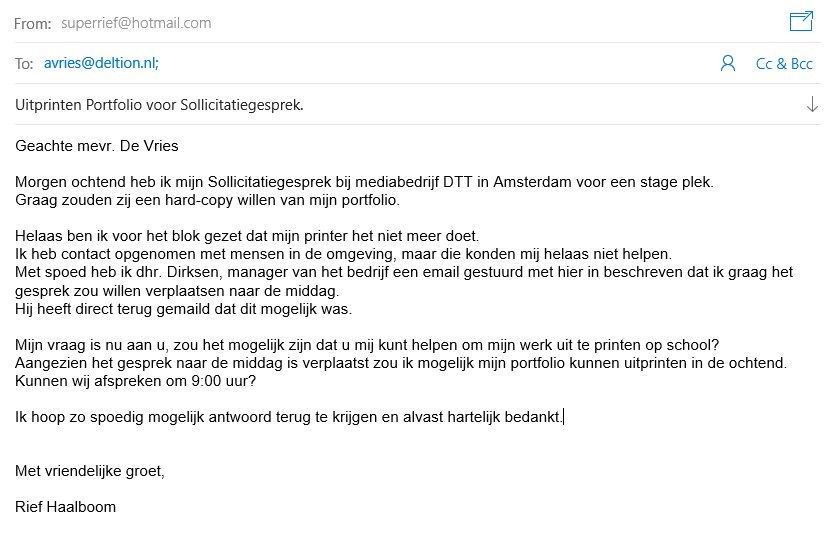 From: superrief@hotmail.com
To: avries@deltion.nl;
Cc & Bcc
Uitprinten Portfolio voor Sollicitatiegesprek.
Geachte mevr. De Vries
Morgen ochtend heb ik mijn Sollicitatiegesprek bij mediabedrijf DTT in Amsterdam voor een stage plek.
Graag zouden zij een hard-copy willen van mijn portfolio.
Helaas ben ik voor het blok gezet dat mijn printer het niet meer doet.
Ik heb contact opgenomen met mensen in de omgeving, maar die konden mij helaas niet helpen.
Met spoed heb ik dhr. Dirksen, manager van het bedrijf een email gestuurd met hier in beschreven dat ik graag het
gesprek zou willen verplaatsen naar de middag.
Hij heeft direct terug gemaild dat dit mogelijk was.
Mijn vraag is nu aan u, zou het mogelijk zijn dat u mij kunt helpen om mijn werk uit te printen op school?
Aangezien het gesprek naar de middag is verplaatst zou ik mogelijk mijn portfolio kunnen uitprinten in de ochtend.
Kunnen wij afspreken om 9:00 uur?
Ik hoop zo spoedig mogelijk antwoord terug te krijgen en alvast hartelijk bedankt.
Met vriendelijke groet,
Rief Haalboom